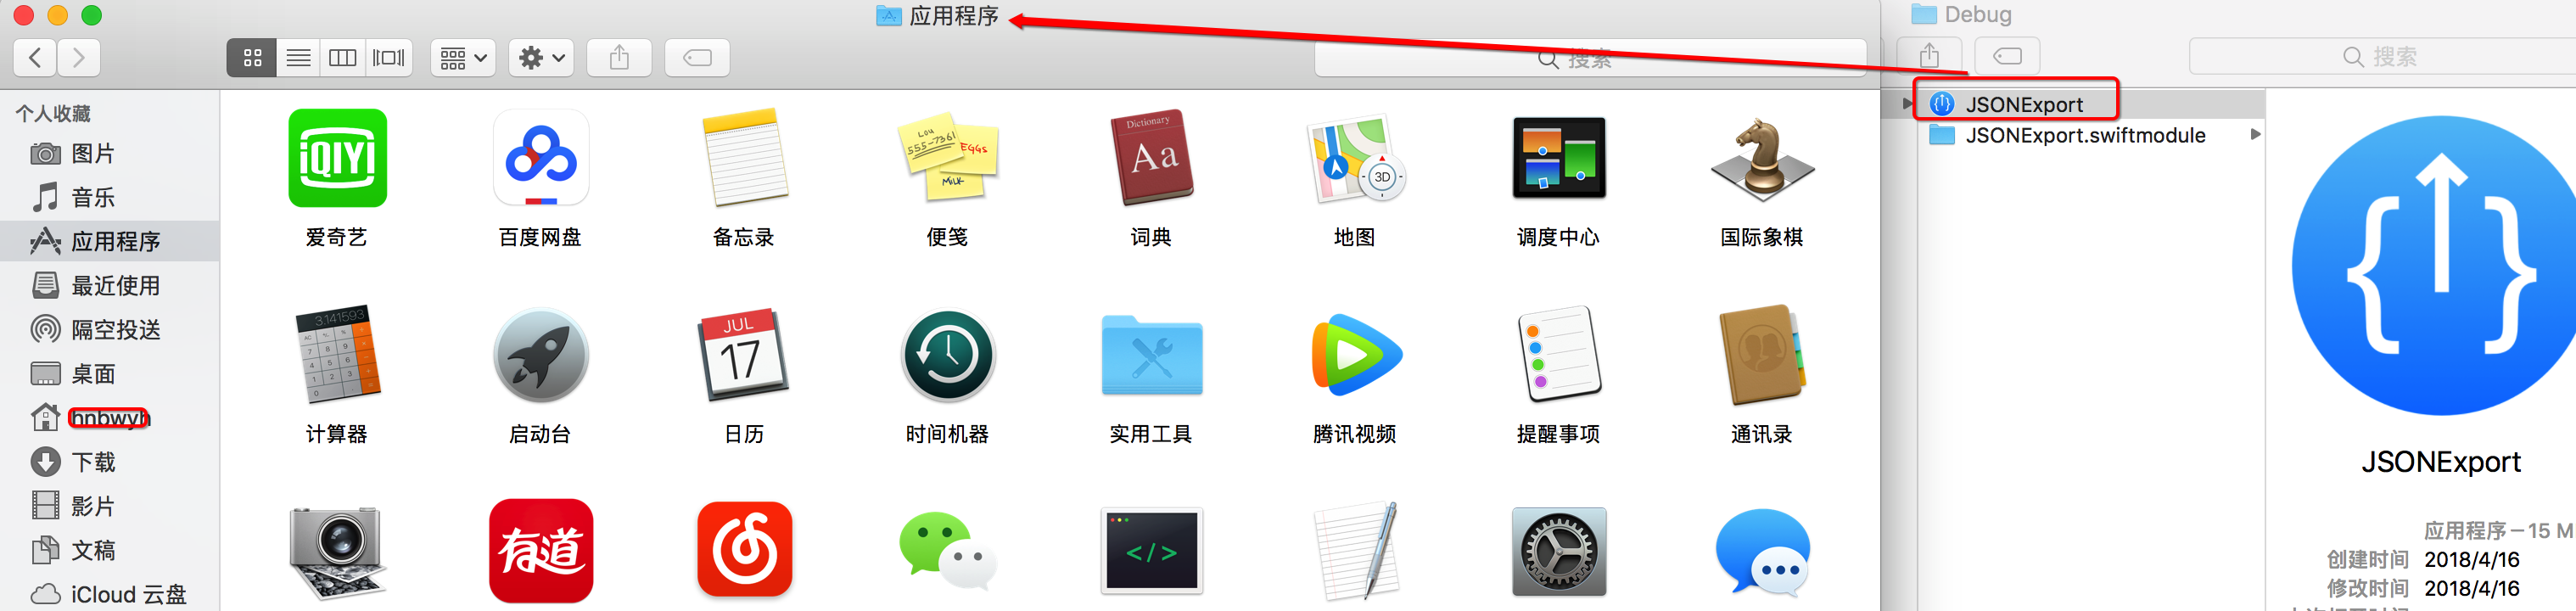 应用程序
搜索
个人收藏
图片
音乐
应用程序
最近使用
隔空投送
桌面
hnbwyh
下载
影片
文稿
iCloud 云盘
iQIYI
Lou
555-7361
EGGS
MILK
Dictionary
Aa
3D
爱奇艺
百度网盘
备忘录
便笺
词典
地图
调度中心
国际象棋
3.141593
JUL
17
计算器
启动台
日历
时间机器
实用工具
腾讯视频
提醒事项
通讯录
有道
</>
Debug
搜索
JSONExport
JSONExport.swiftmodule
JSONExport
应用程序－15 M
创建时间 2018/4/16
修改时间 2018/4/16